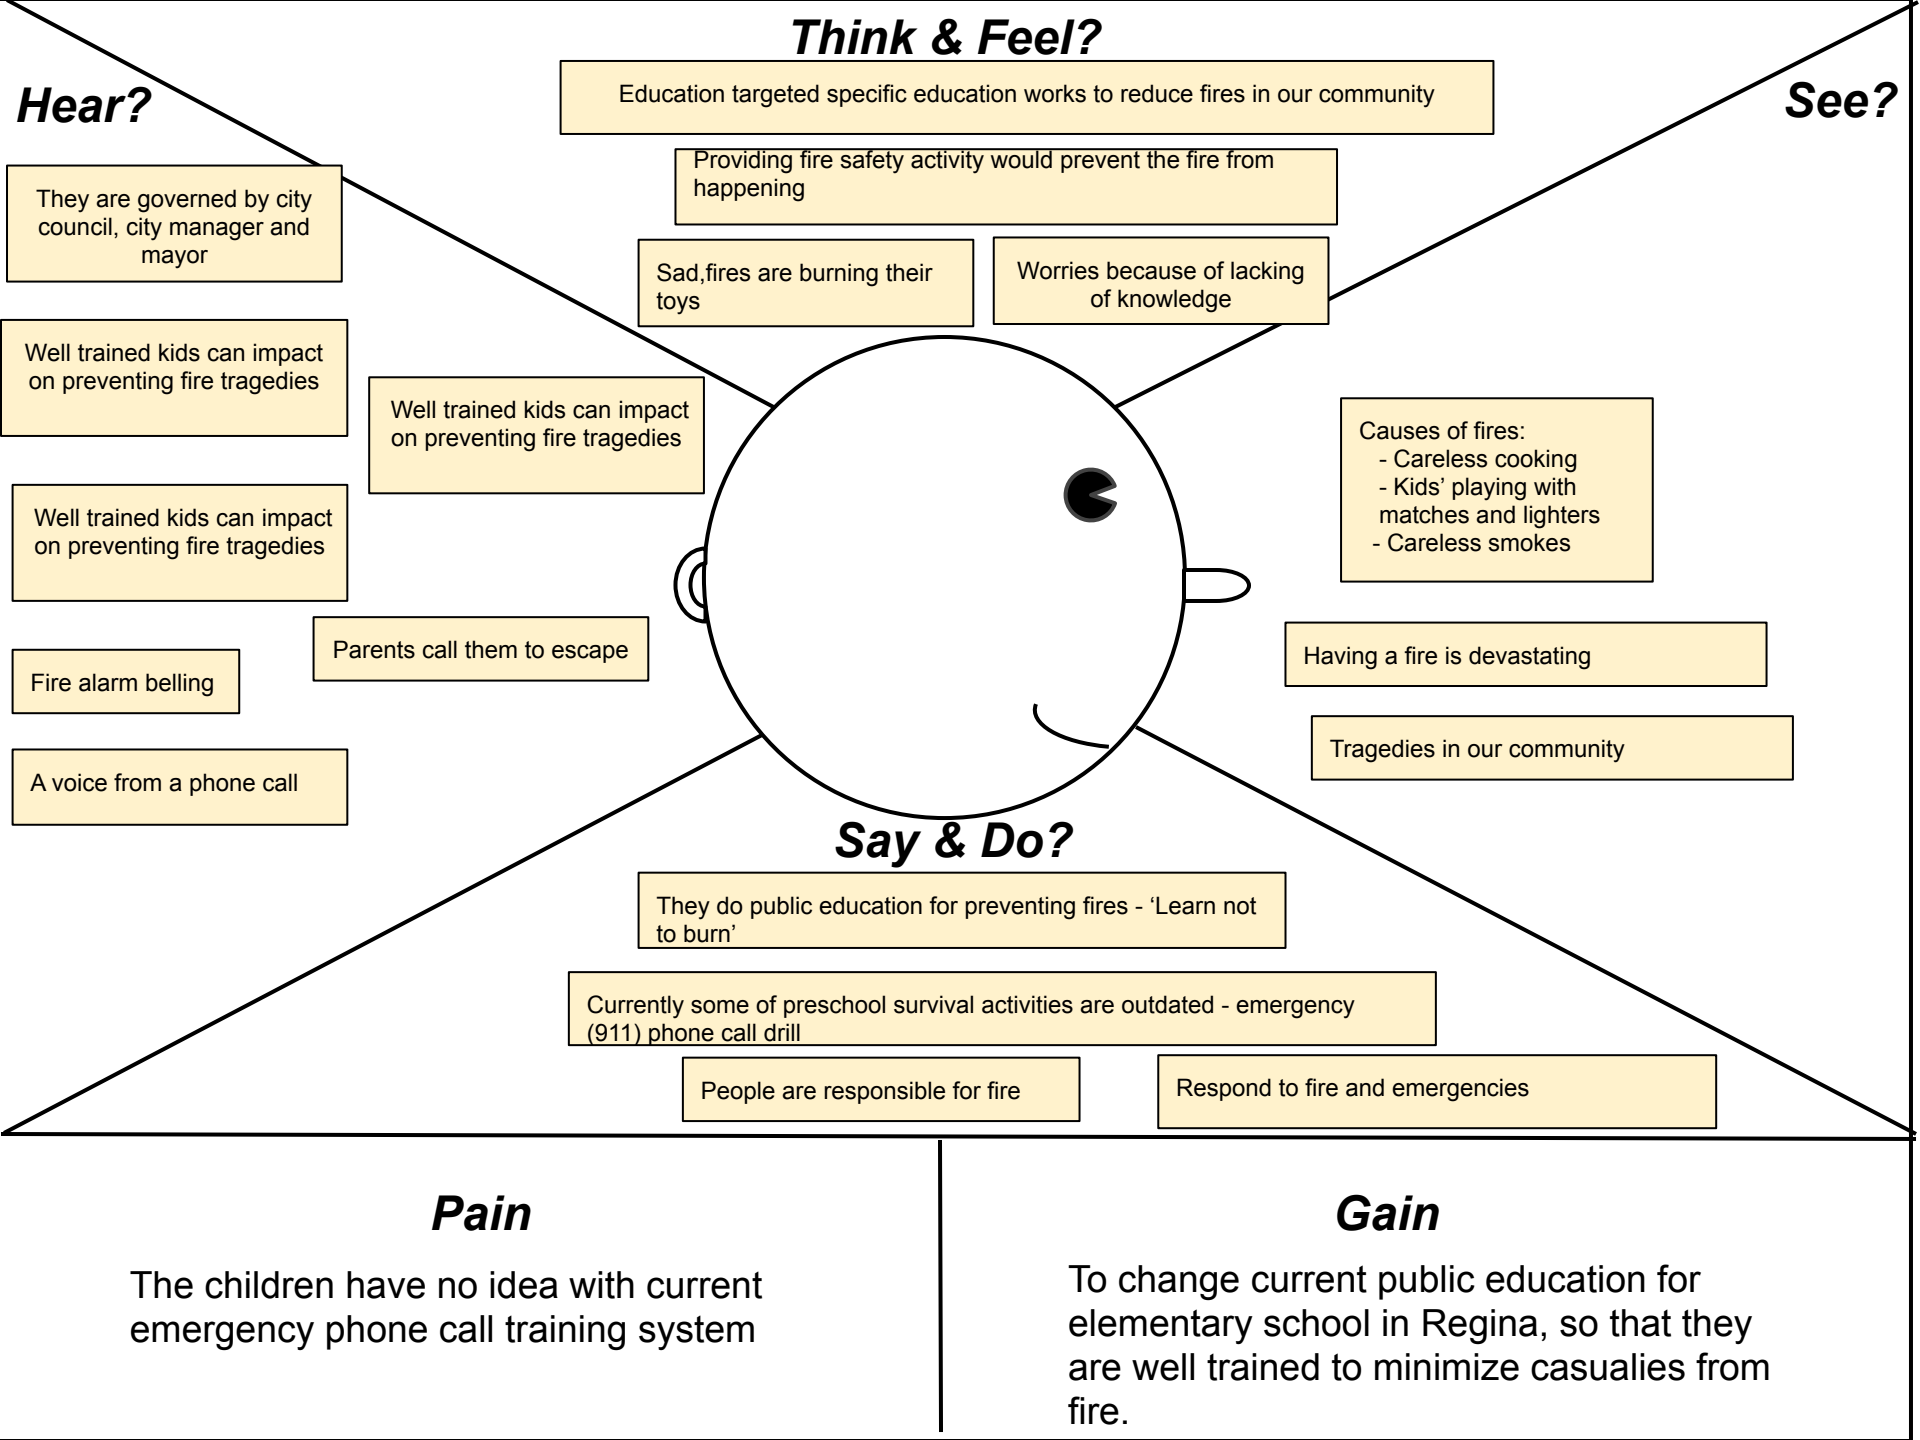 Think & Feel?
Education targeted specific education works to reduce fires in our community
Providing fire safety activity would prevent the fire from
happening
Sad,fires are burning their
toys
Worries because of lacking
of knowledge
Hear?
They are governed by city
council, city manager and
mayor
Well trained kids can impact
on preventing fire tragedies
Well trained kids can impact
on preventing fire tragedies
Well trained kids can impact
on preventing fire tragedies
Parents call them to escape
Fire alarm belling
A voice from a phone call
See?
Causes of fires:
- Careless cooking
- Kids’ playing with
matches and lighters
- Careless smokes
Having a fire is devastating
Tragedies in our community
Say & Do?
They do public education for preventing fires - ‘Learn not
to burn’
Currently some of preschool survival activities are outdated - emergency
(911) phone call drill
People are responsible for fire
Respond to fire and emergencies
Pain
The children have no idea with current
emergency phone call training system
Gain
To change current public education for
elementary school in Regina, so that they
are well trained to minimize casualies from
fire.